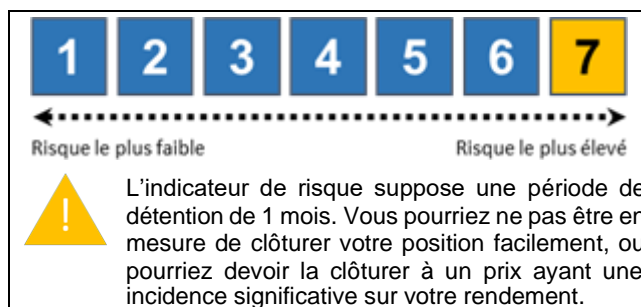 1 2 3 4 5 6 7
Risque le plus faible Risque le plus élevé
!
L’indicateur de risque suppose une période de
détention de 1 mois. Vous pourriez ne pas être en
mesure de clôturer votre position facilement, ou
pourriez devoir la clôturer à un prix ayant une
incidence significative sur votre rendement.